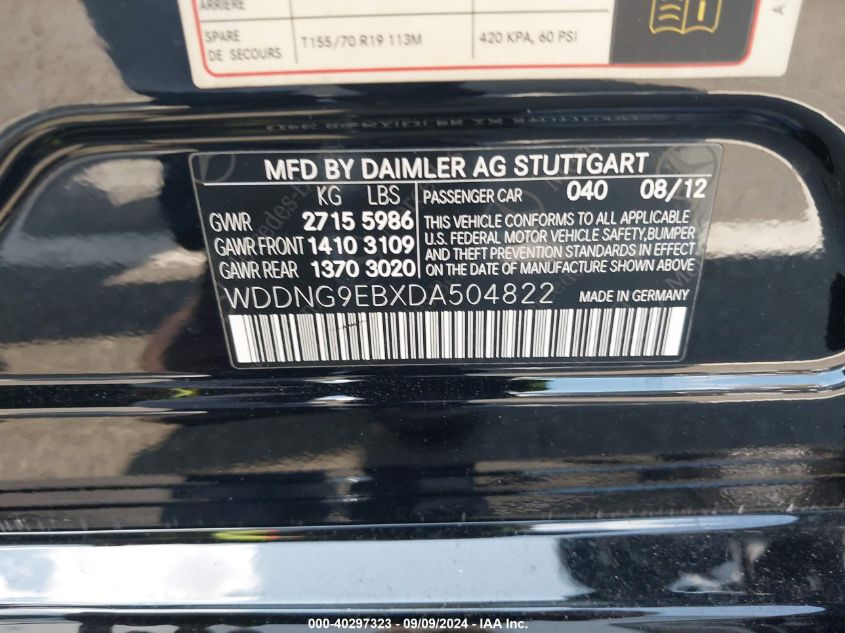 ARRIÈRE
SPARE DE SECOURS T155/70 R19 113M 420 KPA, 60 PSI
A
MFD BY DAIMLER AG STUTTGART
KG LBS PASSENGER CAR 040 08/12
GVWR 2715 5986
GAWR FRONT 1410 3109
GAWR REAR 1370 3020
THIS VEHICLE CONFORMS TO ALL APPLICABLE
U.S. FEDERAL MOTOR VEHICLE SAFETY, BUMPER
AND THEFT PREVENTION STANDARDS IN EFFECT
ON THE DATE OF MANUFACTURE SHOWN ABOVE
WDDNG9EBXDA504822 MADE IN GERMANY
000-40297323 - 09/09/2024 - IAA Inc.